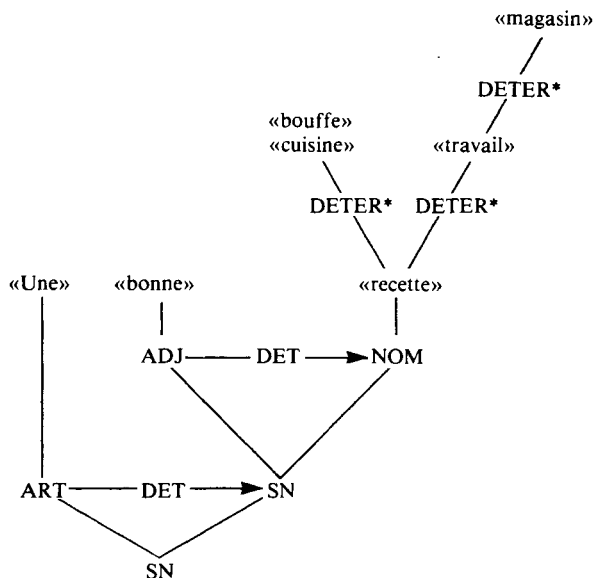 «magasin»
DETER*
«bouffe»
«cuisine» «travail»
DETER* DETER*
«Une» «bonne» «recette»
ADJ DET NOM
ART DET SN
SN